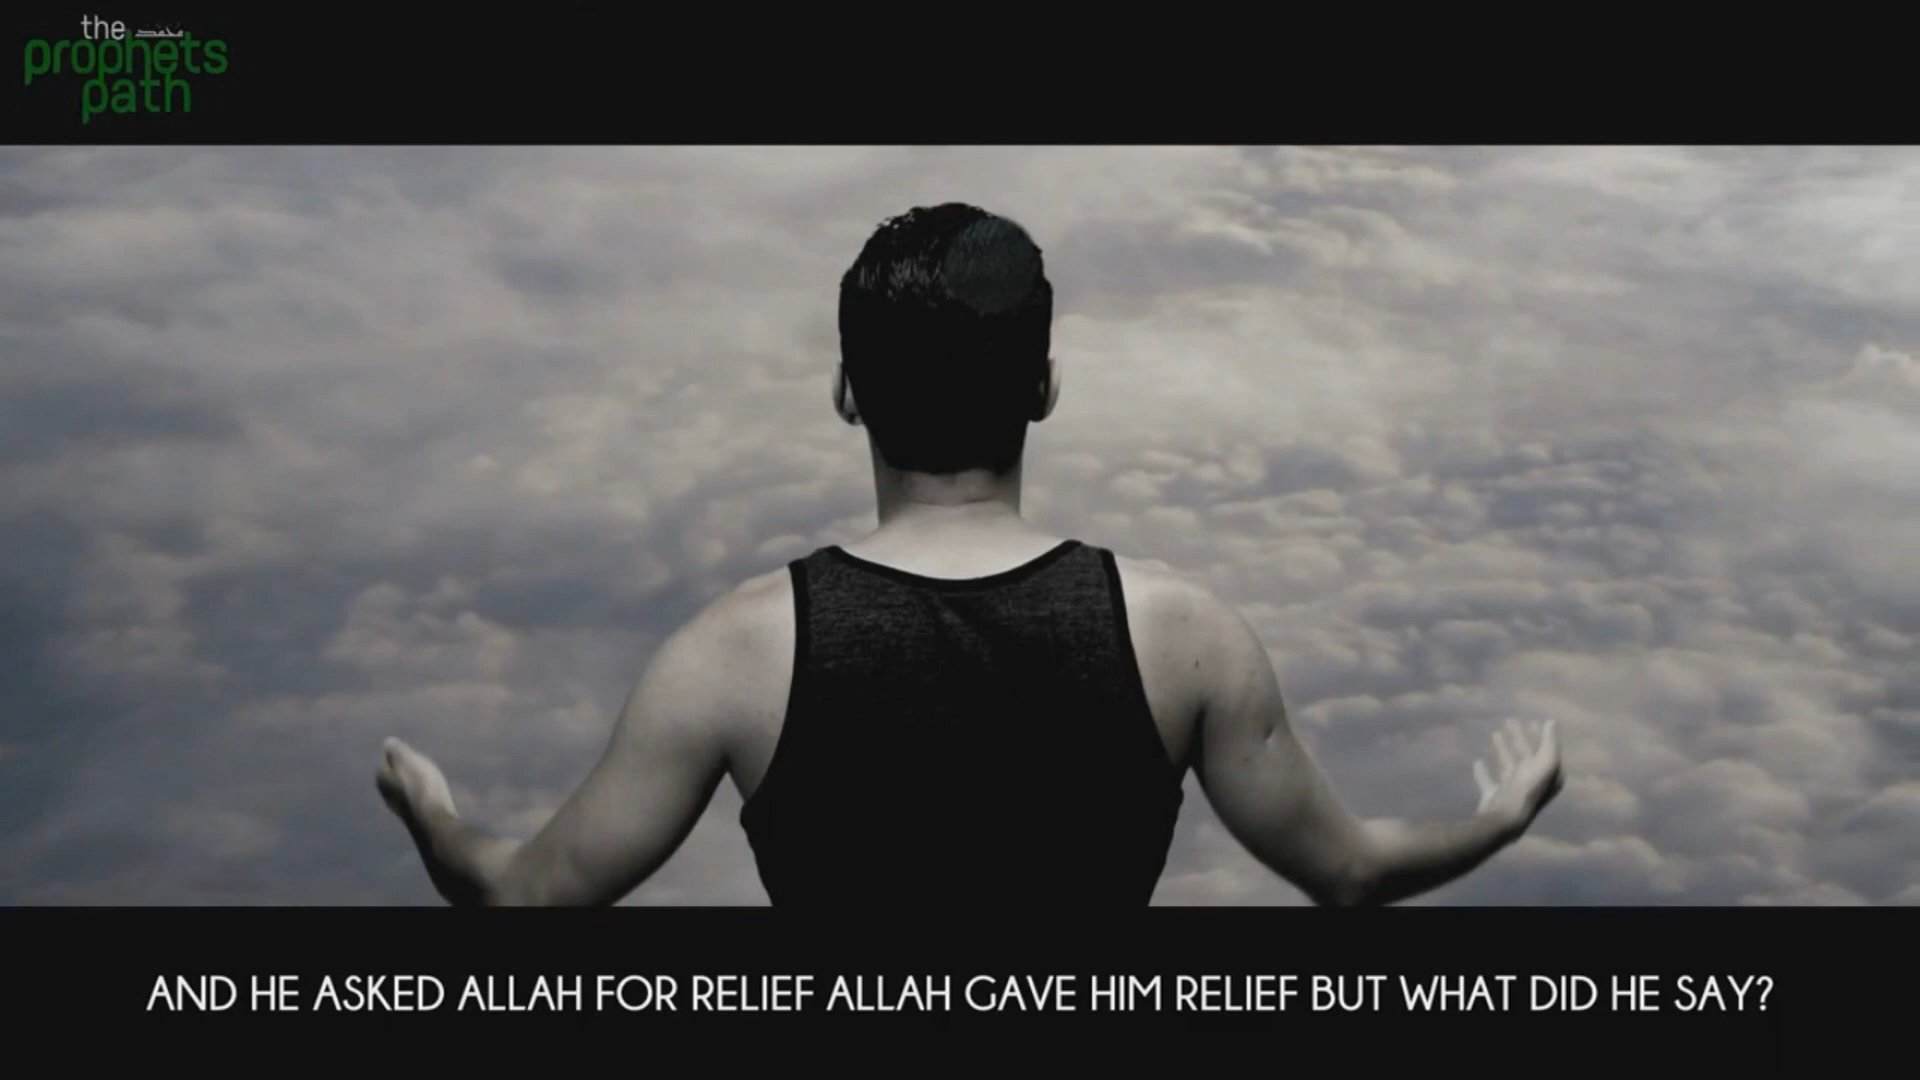 the
prophets
path
AND HE ASKED ALLAH FOR RELIEF ALLAH GAVE HIM RELIEF BUT WHAT DID HE SAY?